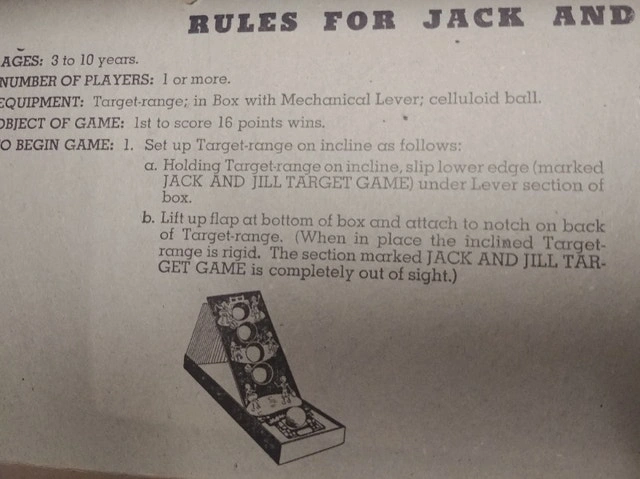 RULES FOR JACK AND
AGES: 3 to 10 years.
NUMBER OF PLAYERS: 1 or more.
EQUIPMENT: Target-range; in Box with Mechanical Lever; celluloid ball.
OBJECT OF GAME: 1st to score 16 points wins.
O BEGIN GAME: 1. Set up Target-range on incline as follows:
a. Holding Target-range on incline, slip lower edge (marked
JACK AND JILL TARGET GAME) under Lever section of
box.
b. Lift up flap at bottom of box and attach to notch on back
of Target-range. (When in place the inclined Target-
range is rigid. The section marked JACK AND JILL TAR-
GET GAME is completely out of sight.)